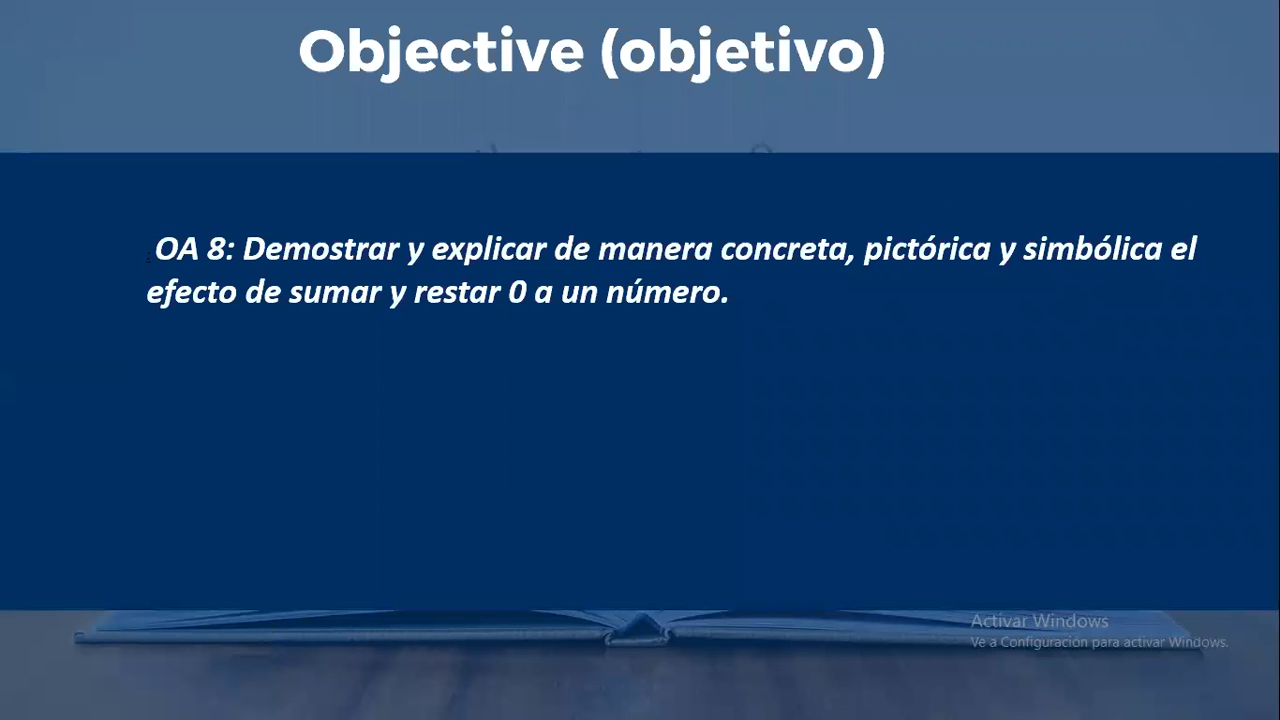 Objective (objetivo)
OA 8: Demostrar y explicar de manera concreta, pictórica y simbólica el
efecto de sumar y restar 0 a un número.
Activar Windows
Ve a Configuración para activar Windows.